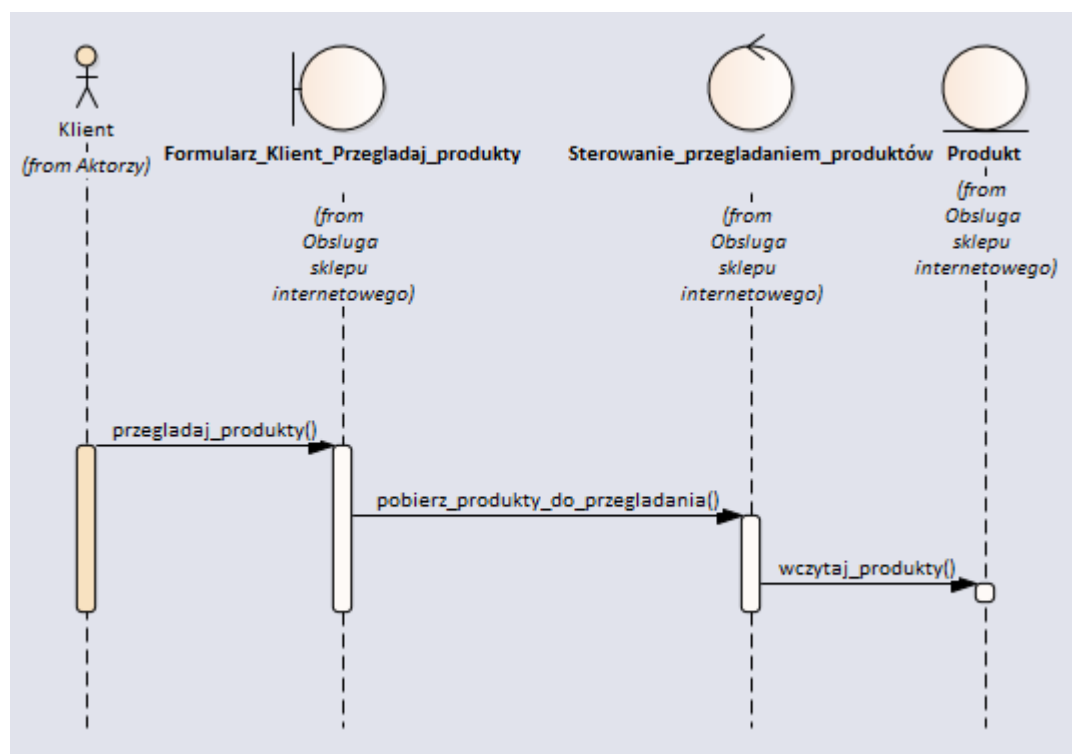 Klient
(from Aktorzy)
Formularz_Klient_Przegladaj_produkty
(from
Obsluga
sklepu
internetowego)
Sterowanie_przegladaniem_produktów
(from
Obsluga
sklepu
internetowego)
Produkt
(from
Obsluga
sklepu
internetowego)
przegladaj_produkty()
pobierz_produkty_do_przegladania()
wczytaj_produkty()